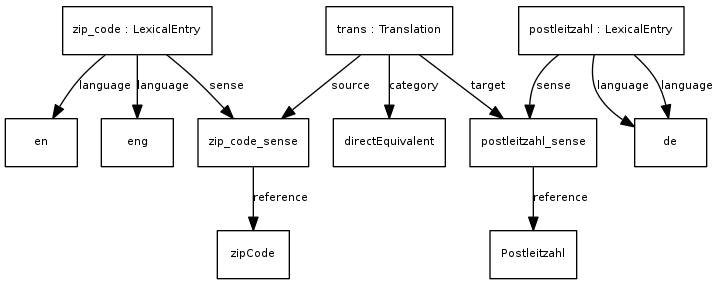 zip_code : LexicalEntry
trans : Translation
postleitzahl : LexicalEntry
language
language
sense
source
category
target
sense
language
language
en
eng
zip_code_sense
directEquivalent
postleitzahl_sense
de
reference
reference
zipCode
Postleitzahl